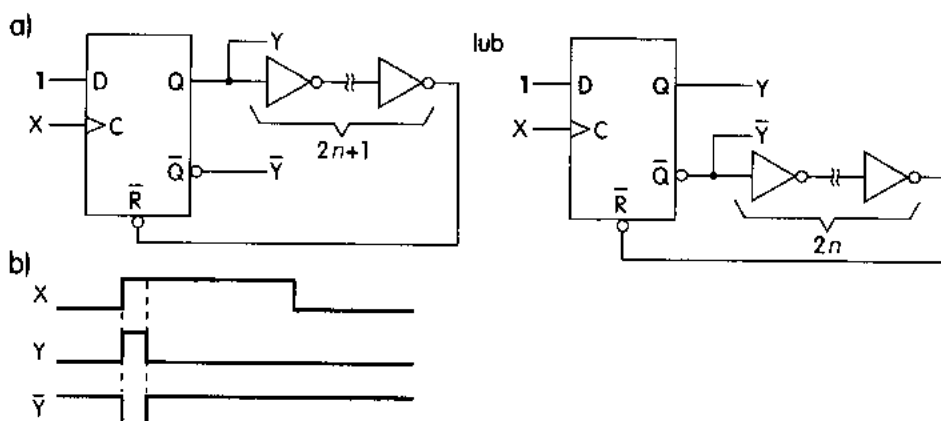 a)
1 D Q Y
X C
2n+1
Q̅ Y̅
R̅
lub
1 D Q Y
X C Y̅
Q̅
R̅
2n
b)
X
Y
Y̅